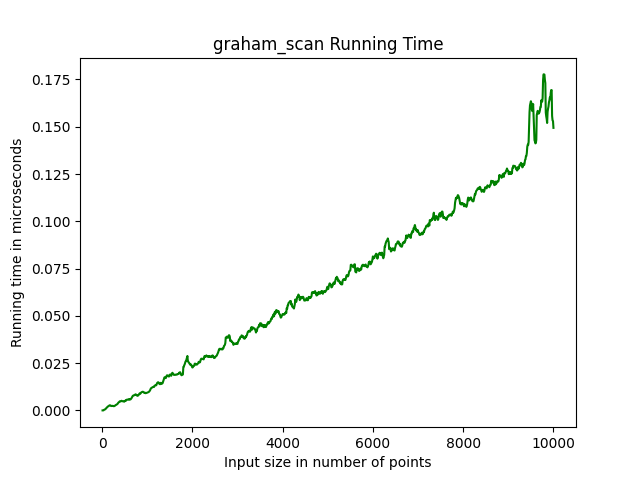 graham_scan Running Time
0.175
0.150
0.125
0.100
0.075
0.050
0.025
0.000
Running time in microseconds
0 2000 4000 6000 8000 10000
Input size in number of points